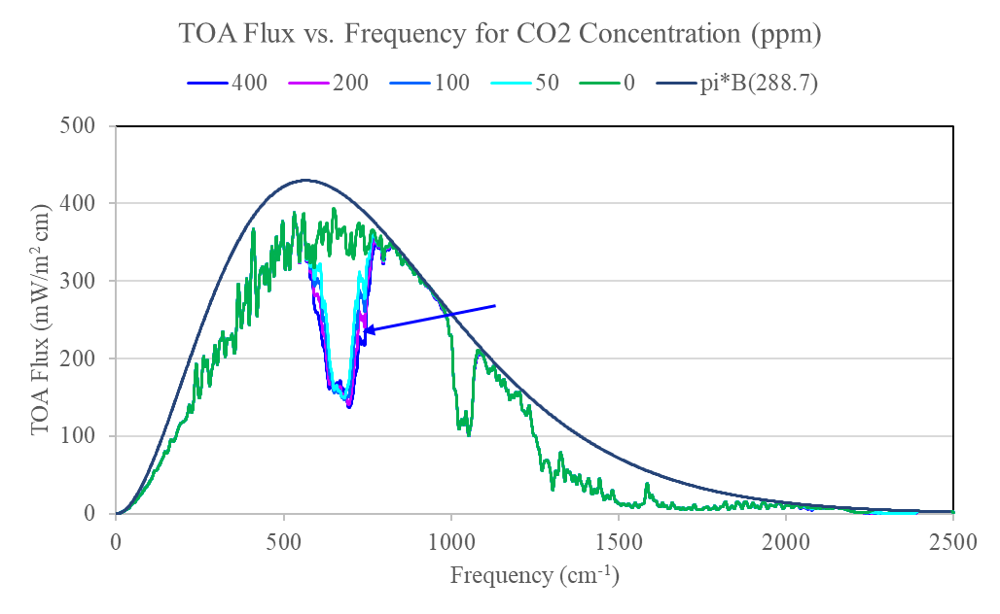 TOA Flux vs. Frequency for CO2 Concentration (ppm)
400 200 100 50 0 pi*B(288.7)
500
400
300
200
100
0
TOA Flux (mW/m² cm)
0 500 1000 1500 2000 2500
Frequency (cm⁻¹)